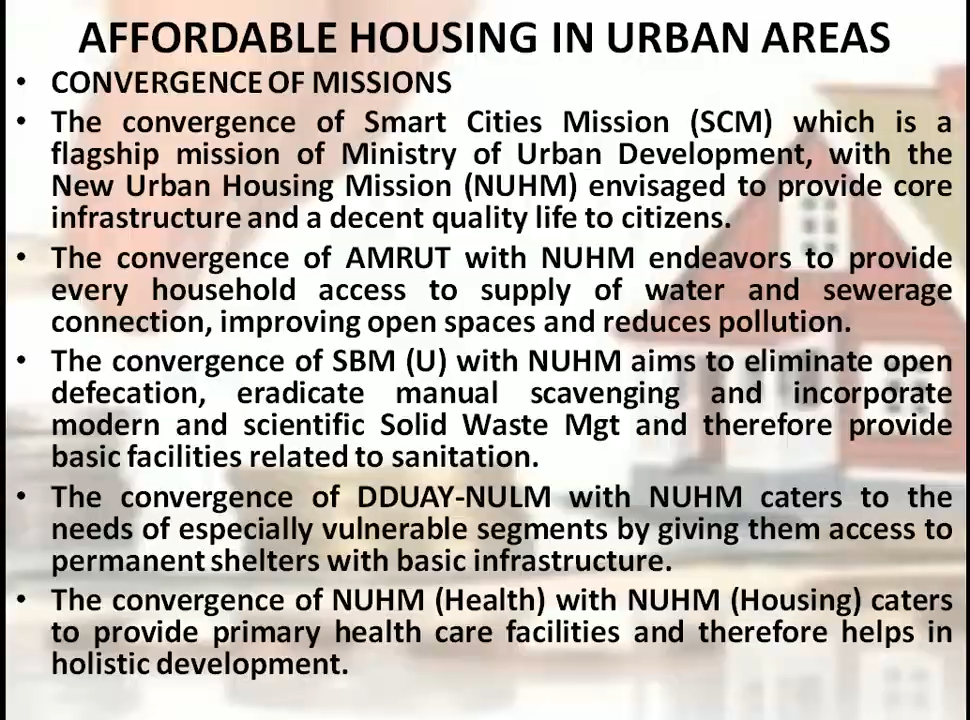 AFFORDABLE HOUSING IN URBAN AREAS
• CONVERGENCE OF MISSIONS
• The convergence of Smart Cities Mission (SCM) which is a
flagship mission of Ministry of Urban Development, with the
New Urban Housing Mission (NUHM) envisaged to provide core
infrastructure and a decent quality life to citizens.
• The convergence of AMRUT with NUHM endeavors to provide
every household access to supply of water and sewerage
connection, improving open spaces and reduces pollution.
• The convergence of SBM (U) with NUHM aims to eliminate open
defecation, eradicate manual scavenging and incorporate
modern and scientific Solid Waste Mgt and therefore provide
basic facilities related to sanitation.
• The convergence of DDUAY-NULM with NUHM caters to the
needs of especially vulnerable segments by giving them access to
permanent shelters with basic infrastructure.
• The convergence of NUHM (Health) with NUHM (Housing) caters
to provide primary health care facilities and therefore helps in
holistic development.